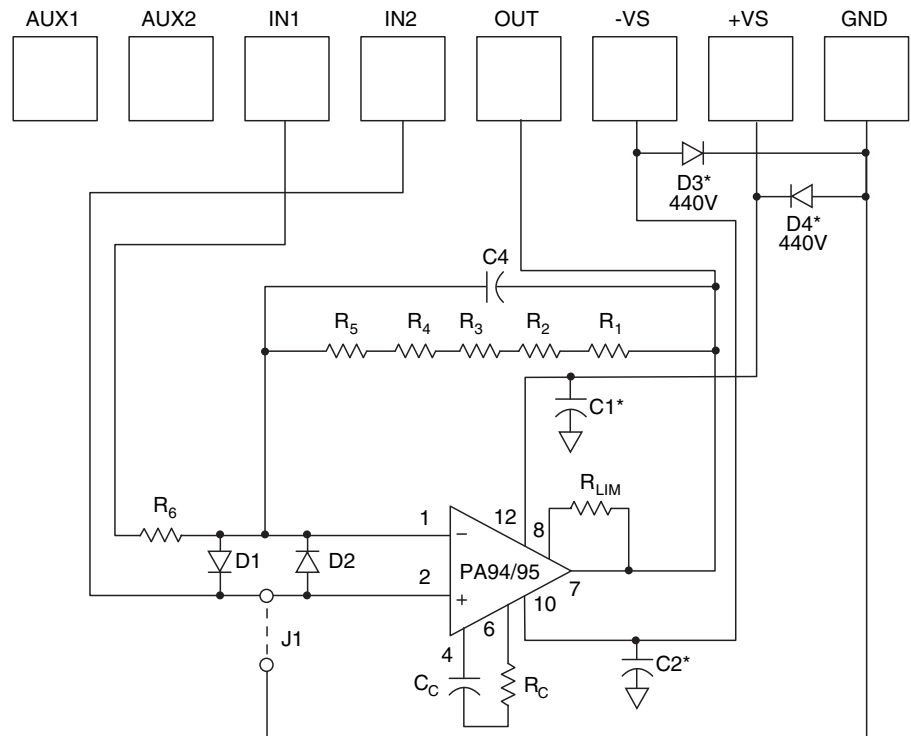 AUX1 AUX2 IN1 IN2 OUT -VS +VS GND
D3*
440V
D4*
440V
C4
R5 R4 R3 R2 R1
C1*
RLIM
R6
1
12
8
D1
D2
PA94/95
−
+
2
7
10
6
J1
4
CC
RC
C2*